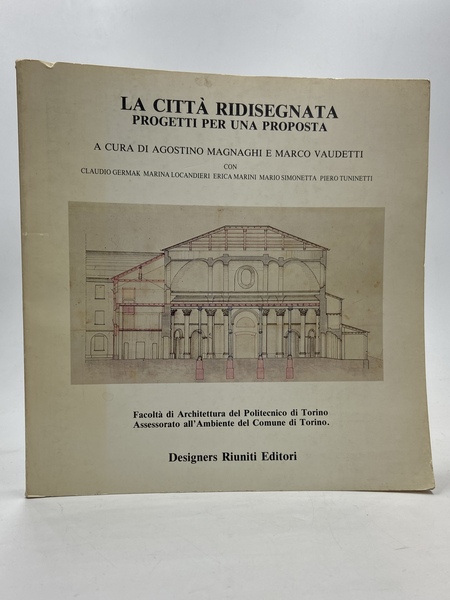 LA CITTÀ RIDISEGNATA
PROGETTI PER UNA PROPOSTA
A CURA DI AGOSTINO MAGNAGHI E MARCO VAUDETTI
CON
CLAUDIO GERMAK MARINA LOCANDIERI ERICA MARINI MARIO SIMONETTA PIERO TUNINETTI
Facoltà di Architettura del Politecnico di Torino
Assessorato all'Ambiente del Comune di Torino.
Designers Riuniti Editori